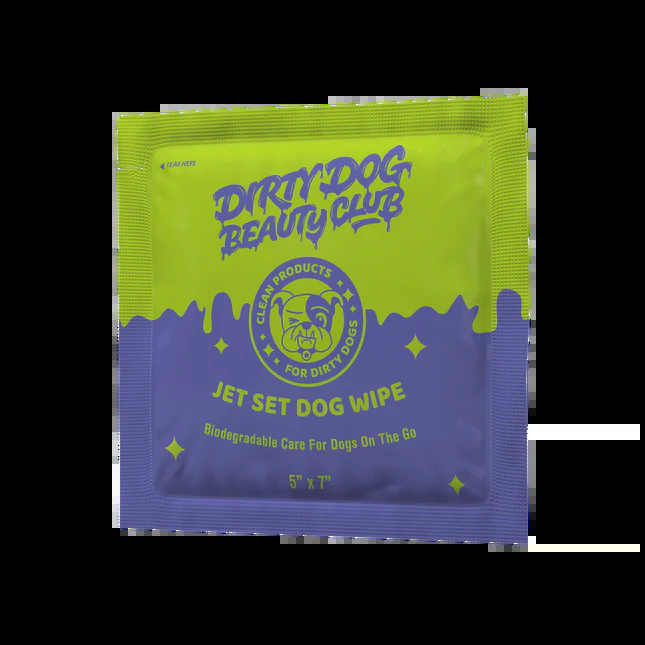 TEAR HERE
DIRTY DOG
BEAUTY CLUB
CLEAN PRODUCTS
FOR DIRTY DOGS
JET SET DOG WIPE
Biodegradable Care For Dogs On The Go
5” x 7”